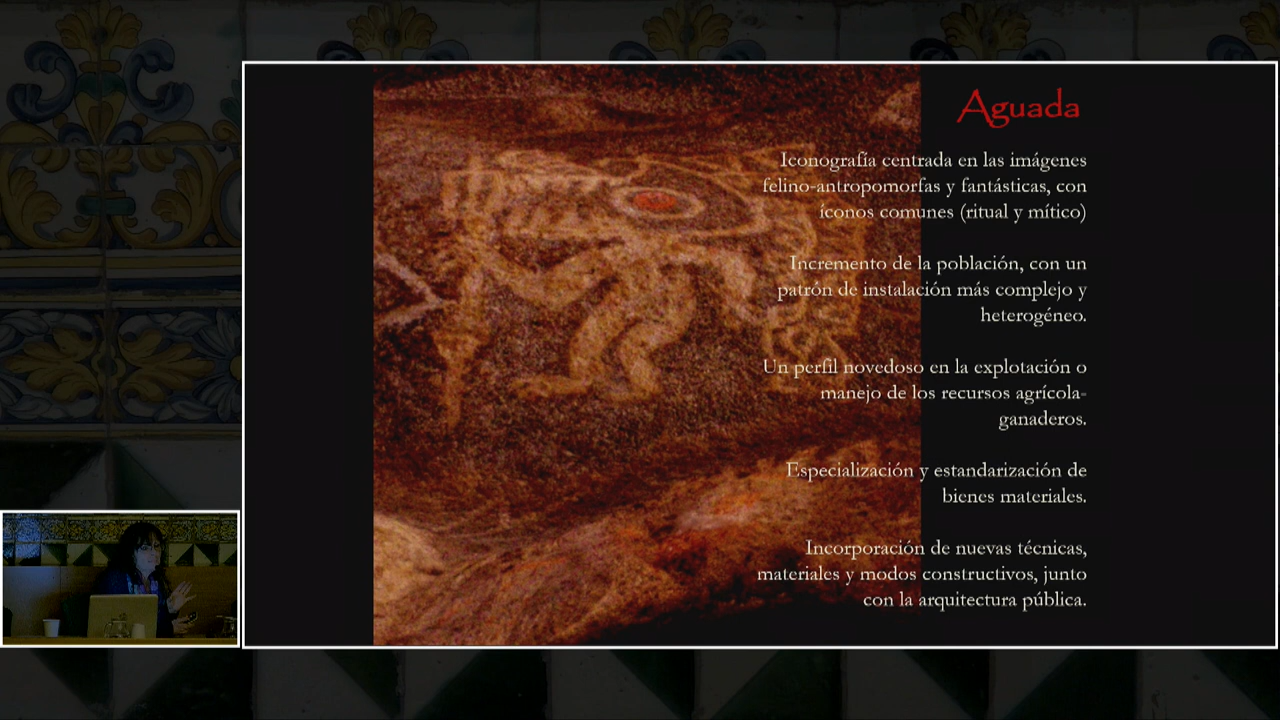 Aguada
Iconografía centrada en las imágenes
felino-antropomorfas y fantásticas, con
íconos comunes (ritual y mítico)
Incremento de la población, con un
patrón de instalación más complejo y
heterogéneo.
Un perfil novedoso en la explotación o
manejo de los recursos agrícola-
ganaderos.
Especialización y estandarización de
bienes materiales.
Incorporación de nuevas técnicas,
materiales y modos constructivos, junto
con la arquitectura pública.